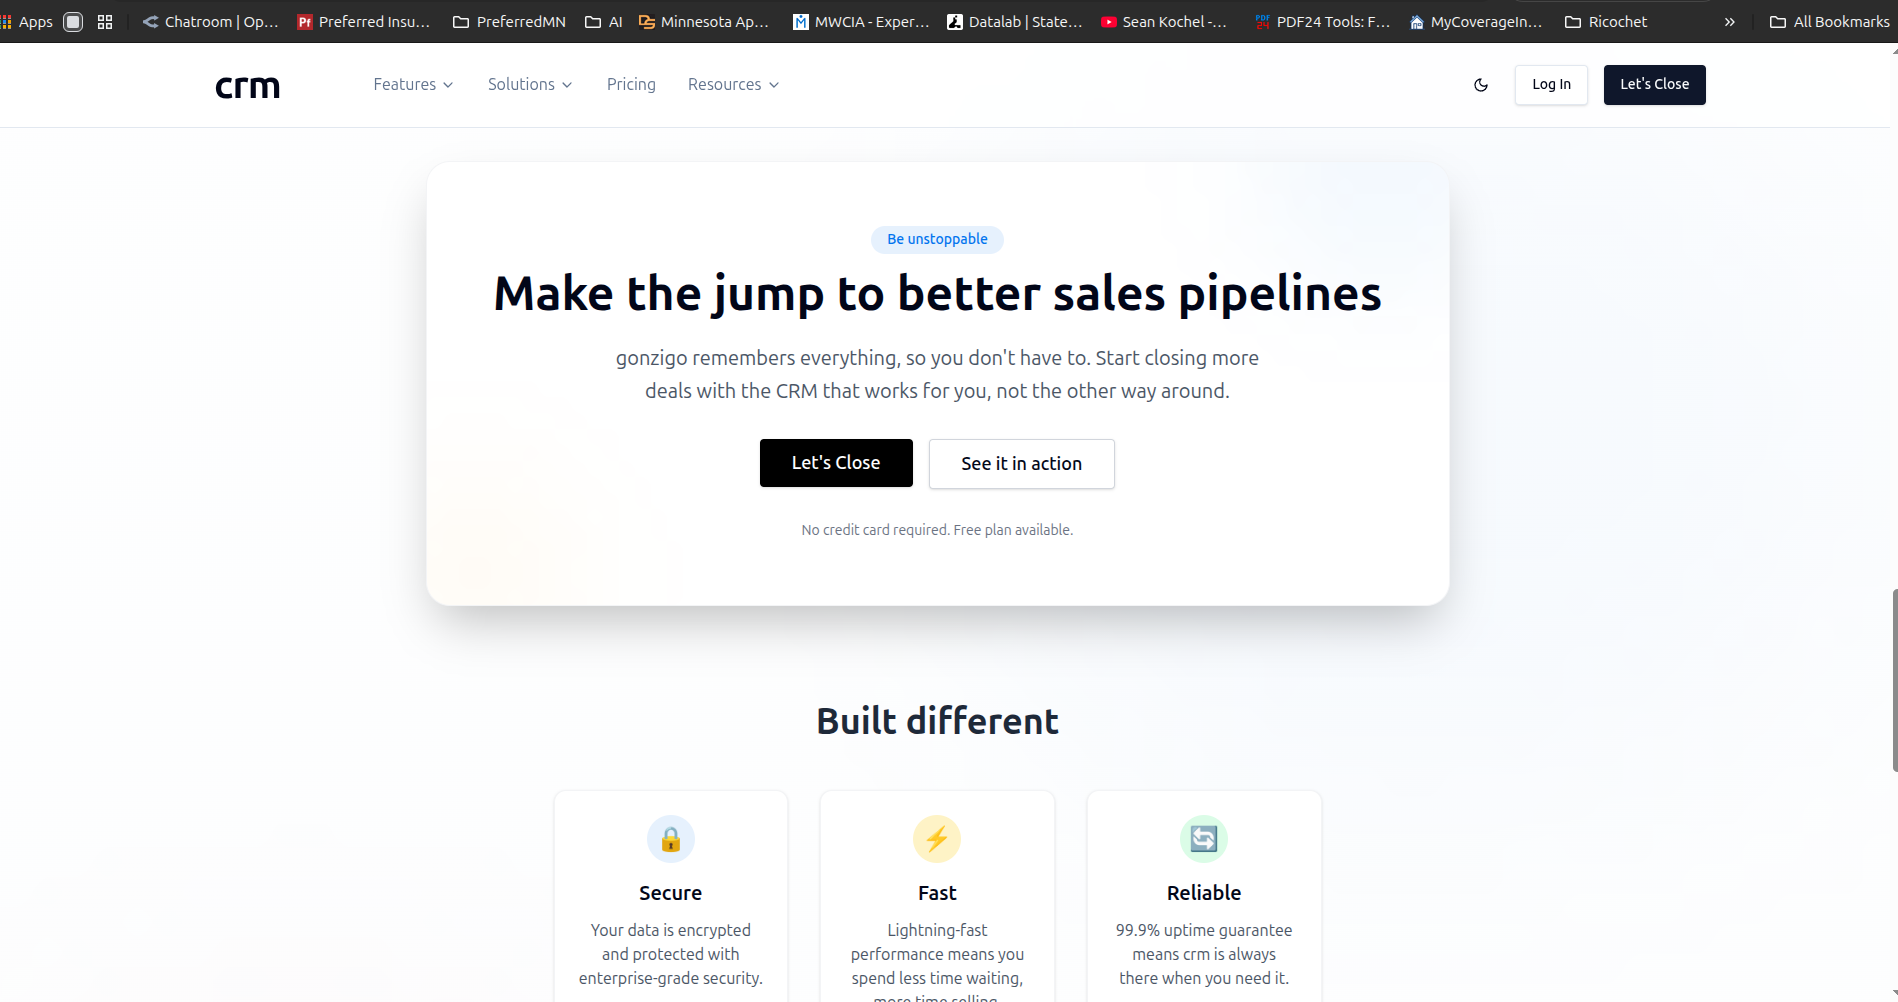 Apps
Chatroom | Op...
Preferred Insu...
PreferredMN
AI
Minnesota Ap...
MWCIA - Exper...
Datalab | State...
Sean Kochel -...
PDF24 Tools: F...
MyCoverageIn...
Ricochet
»
All Bookmarks
crm
Features
Solutions
Pricing
Resources
Log In
Let's Close
Be unstoppable
Make the jump to better sales pipelines
gonzigo remembers everything, so you don't have to. Start closing more
deals with the CRM that works for you, not the other way around.
Let's Close
See it in action
No credit card required. Free plan available.
Built different
Secure
Your data is encrypted
and protected with
enterprise-grade security.
Fast
Lightning-fast
performance means you
spend less time waiting,
more time selling
Reliable
99.9% uptime guarantee
means crm is always
there when you need it.